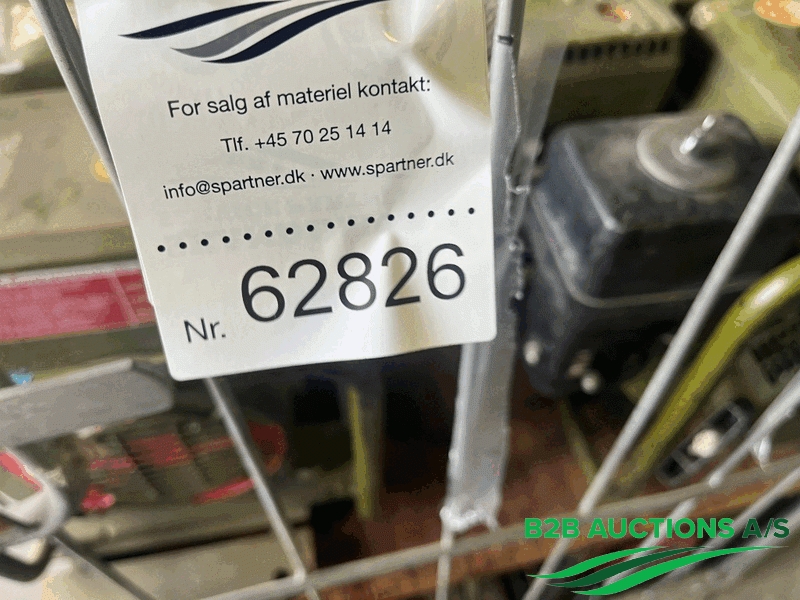 For salg af materiel kontakt:
Tlf. +45 70 25 14 14
info@spartner.dk · www.spartner.dk
Nr. 62826
B2B AUCTIONS A/S